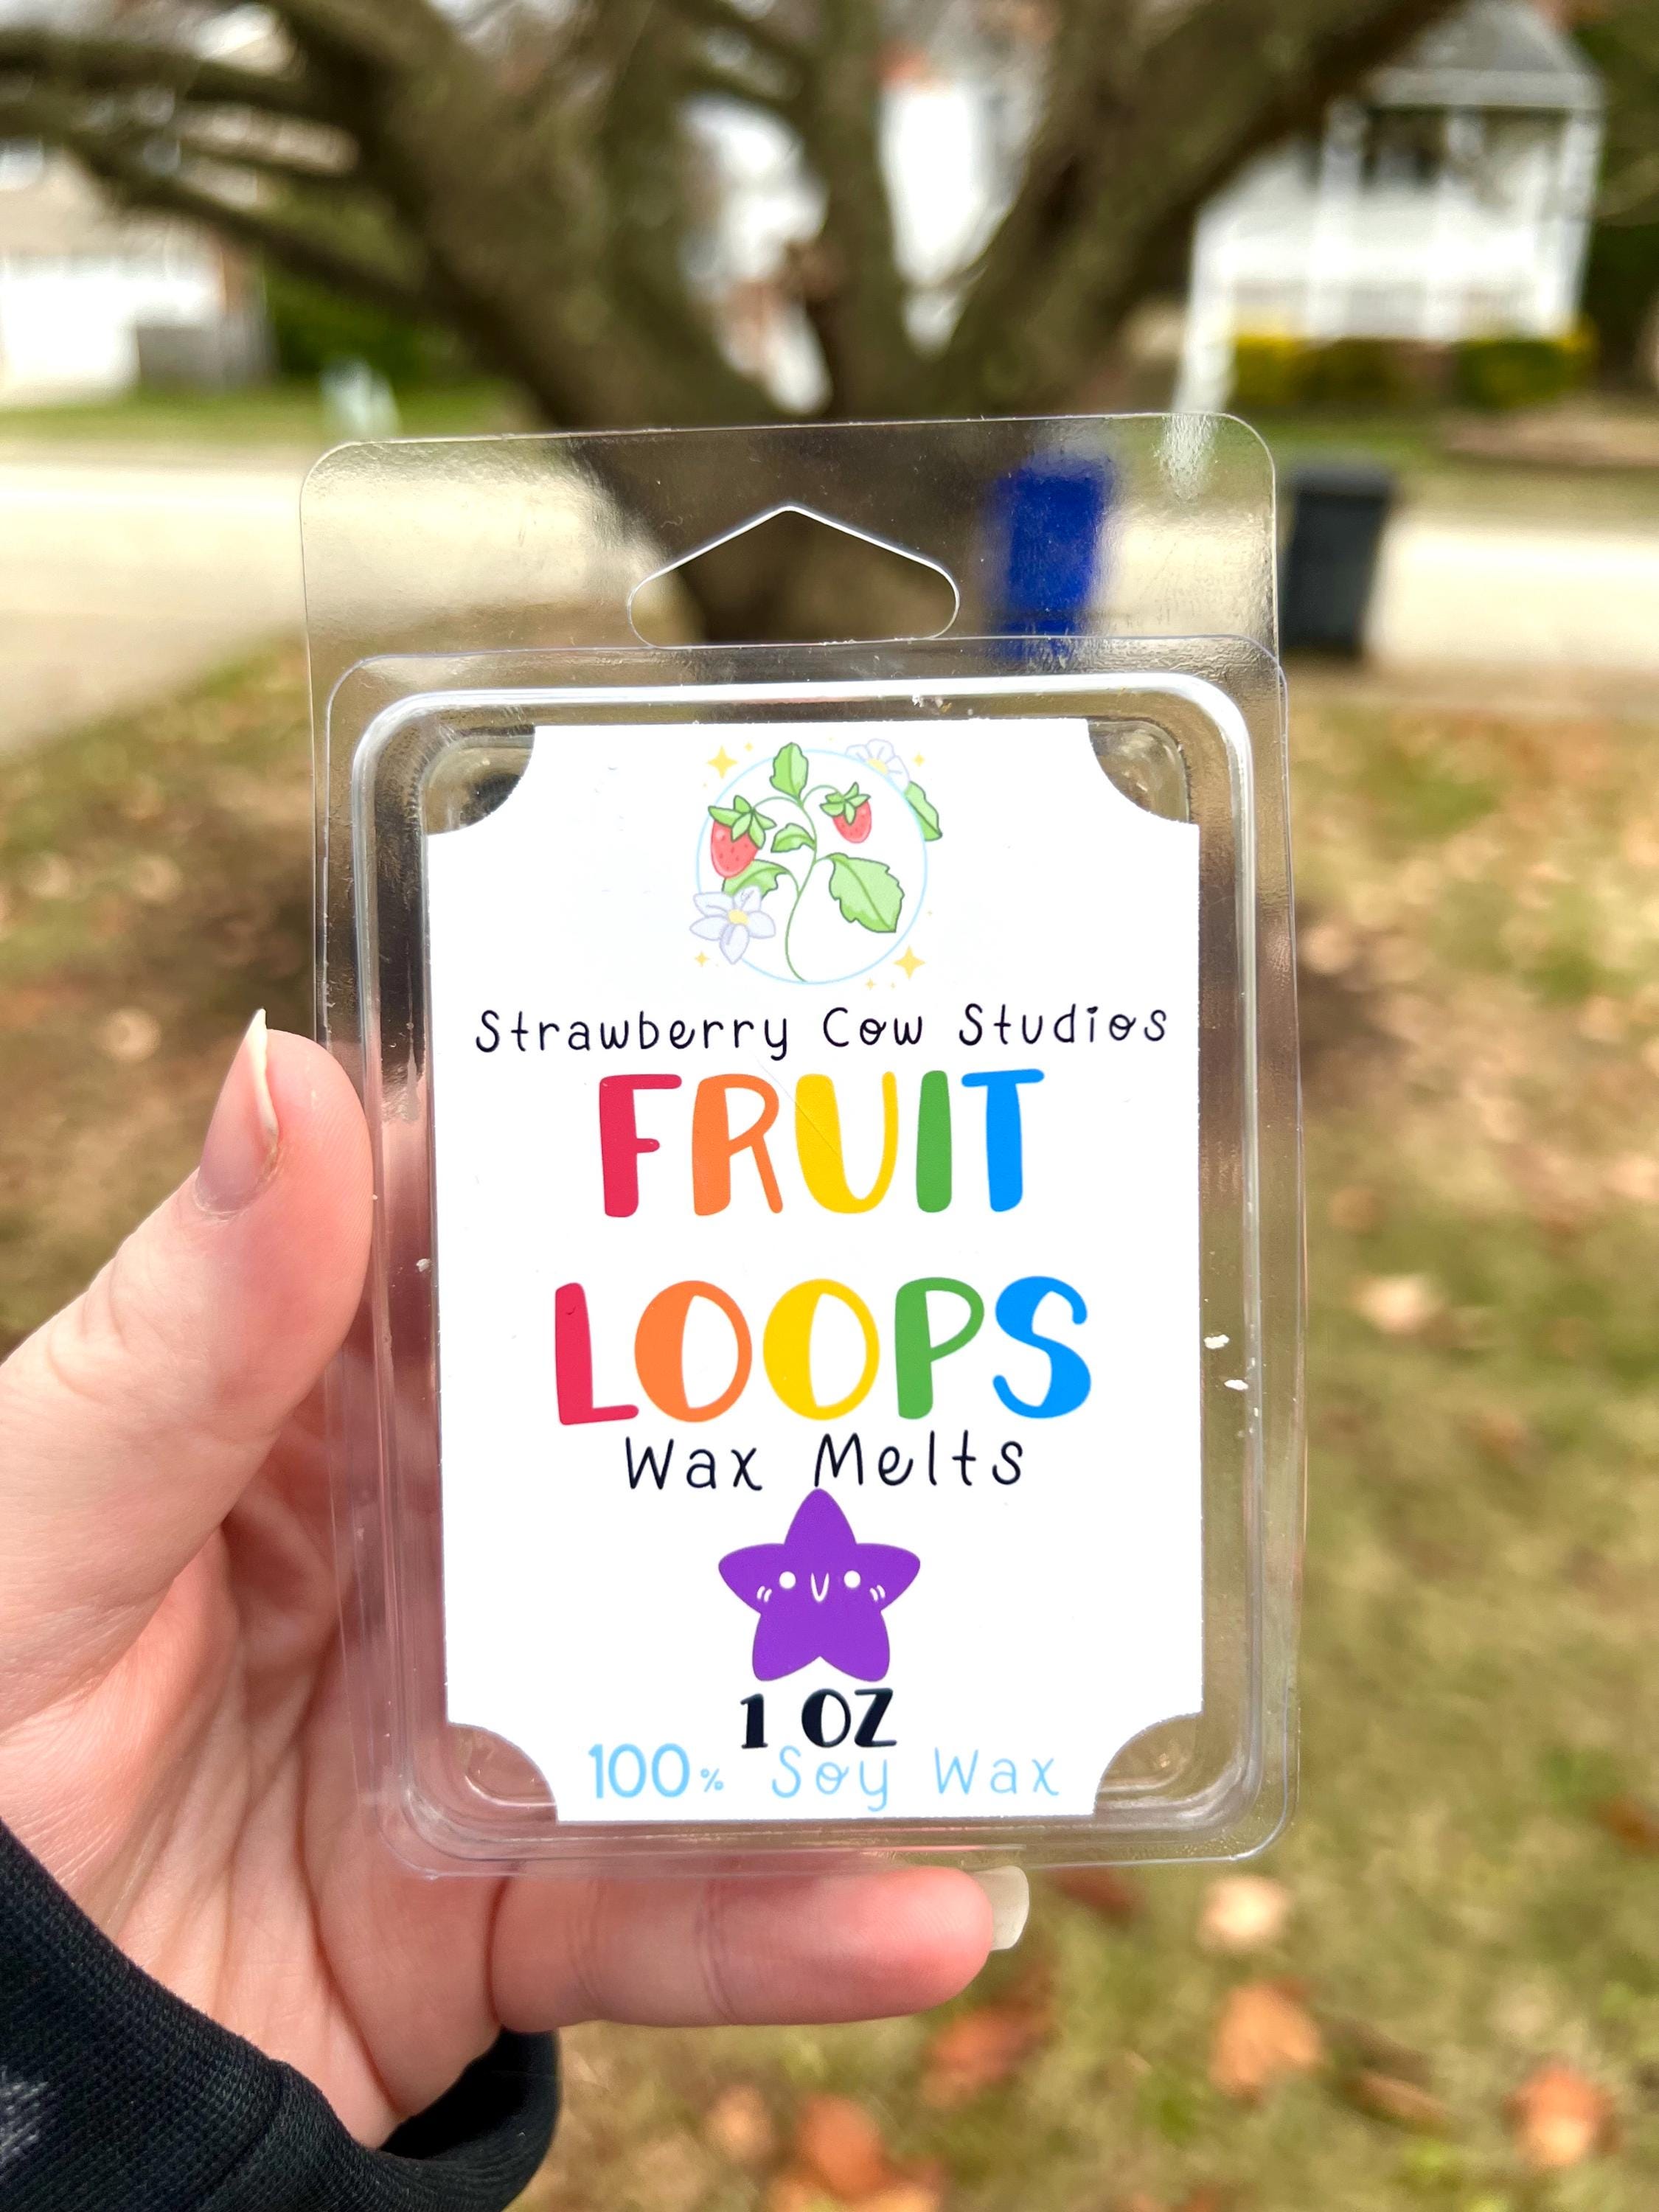 Strawberry Cow Studios
FRUIT
LOOPS
Wax Melts
1 OZ
100% Soy Wax